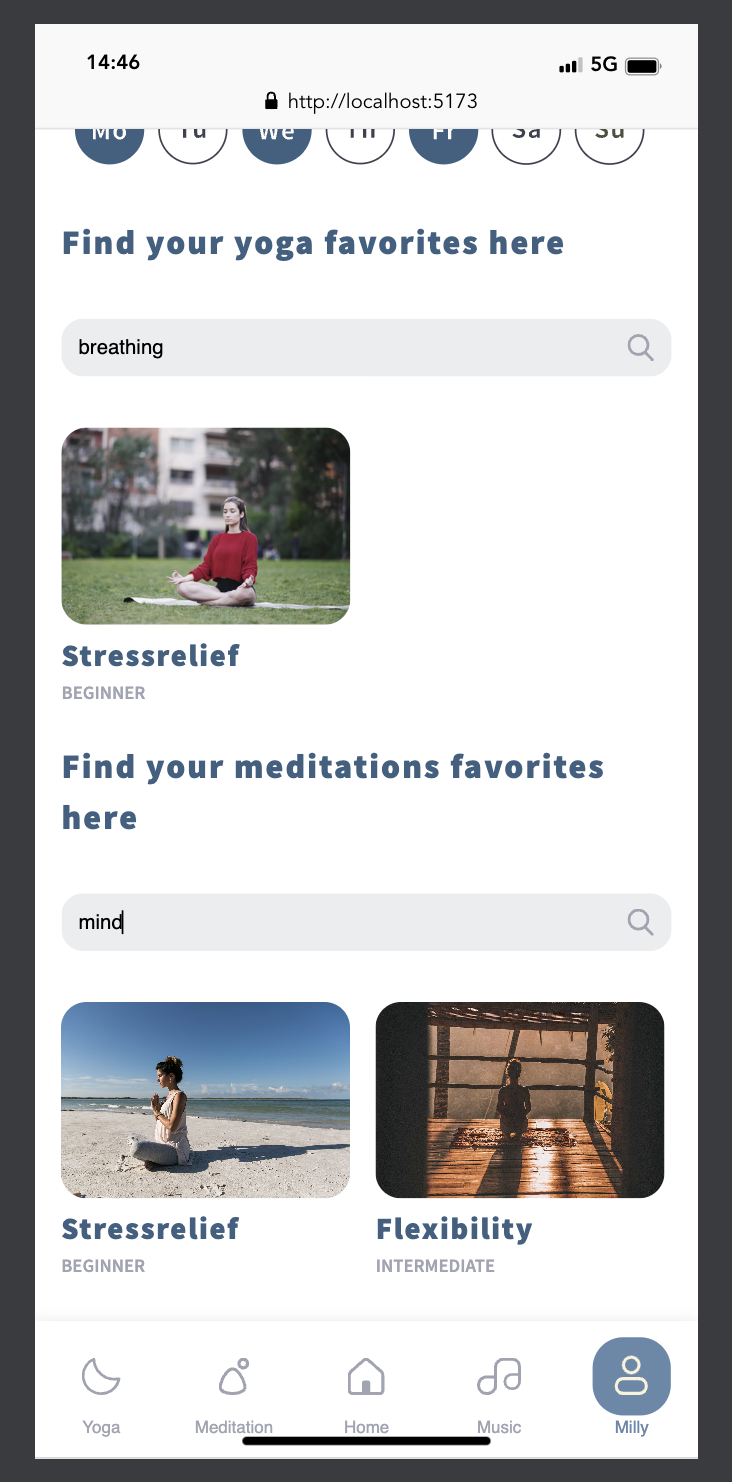 14:46
5G
http://localhost:5173
Mo Tu We Th Fr Sa Su
Find your yoga favorites here
breathing
Stressrelief
BEGINNER
Find your meditations favorites
here
mind
Stressrelief Flexibility
BEGINNER INTERMEDIATE
Yoga Meditation Home Music Milly